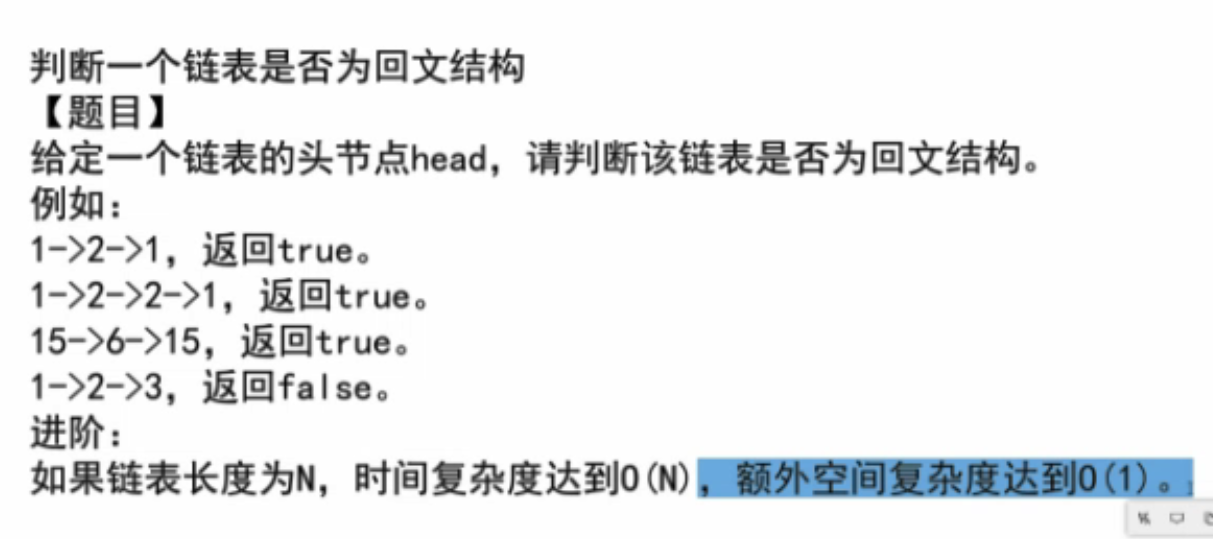 判断一个链表是否为回文结构
【题目】
给定一个链表的头节点head，请判断该链表是否为回文结构。
例如：
1->2->1，返回true。
1->2->2->1，返回true。
15->6->15，返回true。
1->2->3，返回false。
进阶：
如果链表长度为N，时间复杂度达到O(N)，额外空间复杂度达到O(1)。